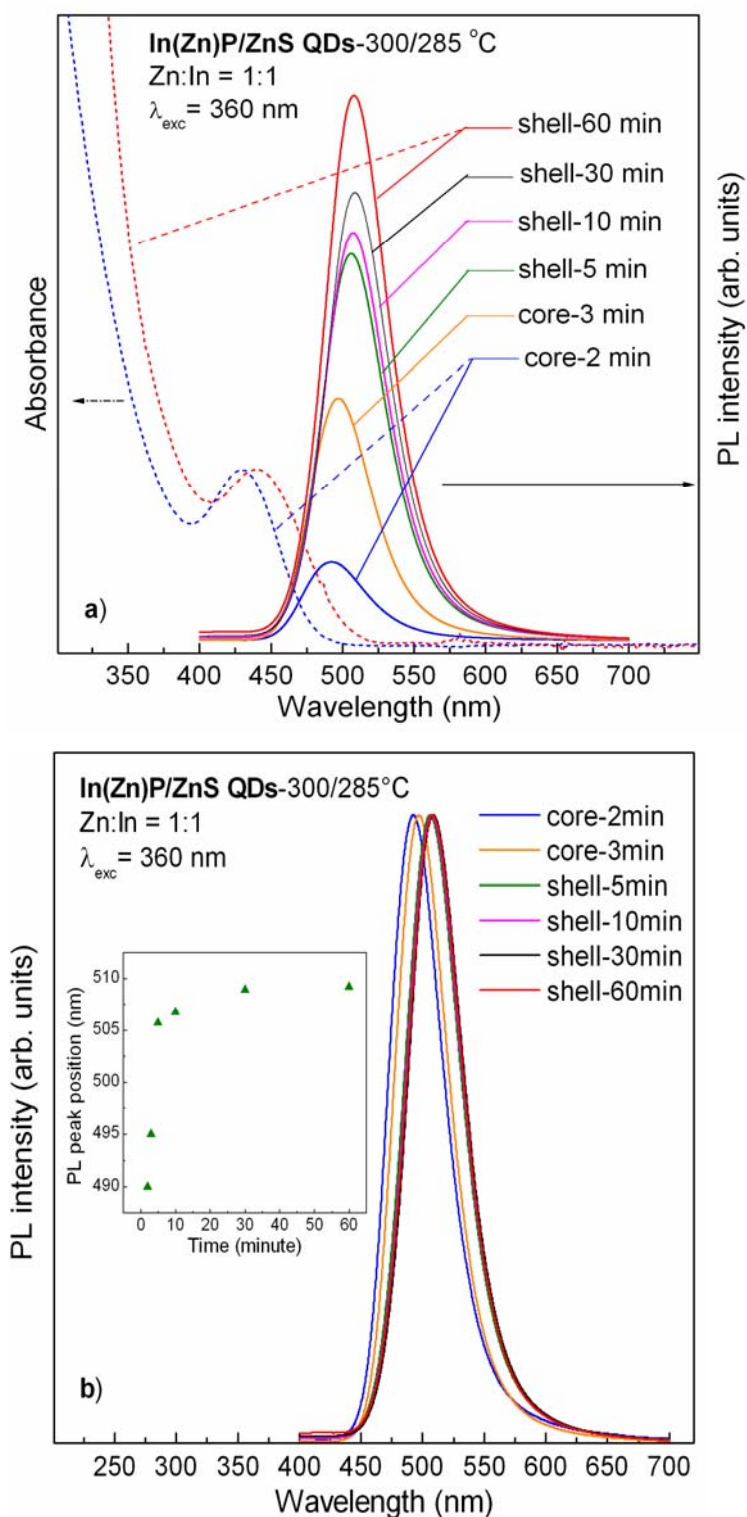 In(Zn)P/ZnS QDs-300/285 °C
Zn:In = 1:1
λexc= 360 nm
shell-60 min
shell-30 min
shell-10 min
shell-5 min
core-3 min
core-2 min
Absorbance
PL intensity (arb. units)
a)
350 400 450 500 550 600 650 700
Wavelength (nm)
In(Zn)P/ZnS QDs-300/285°C
Zn:In = 1:1
λexc = 360 nm
core-2min
core-3min
shell-5min
shell-10min
shell-30min
shell-60min
PL intensity (arb. units)
PL peak position (nm)
510
505
500
495
490
0 10 20 30 40 50 60
Time (minute)
b)
250 300 350 400 450 500 550 600 650 700
Wavelength (nm)